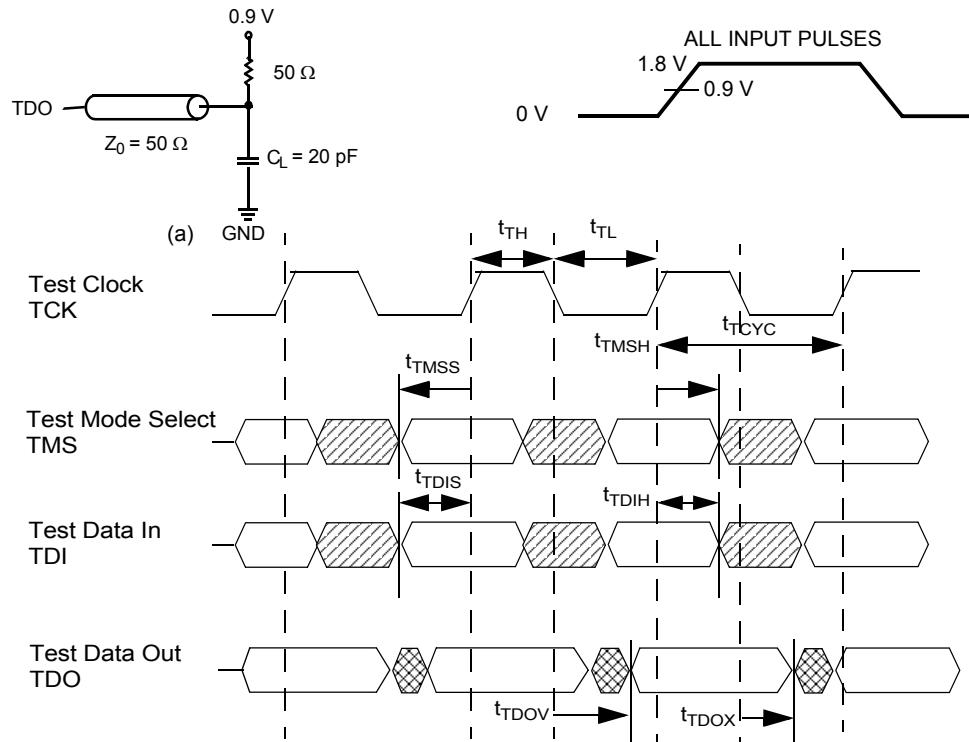 0.9 V
50 Ω
TDO
Z0 = 50 Ω
CL = 20 pF
(a)
GND
ALL INPUT PULSES
1.8 V
0.9 V
0 V
tTH
tTL
Test Clock
TCK
tTMSH
tTCYC
tTMSS
Test Mode Select
TMS
tTDIS
tTDIH
Test Data In
TDI
Test Data Out
TDO
tTDOV
tTDOX